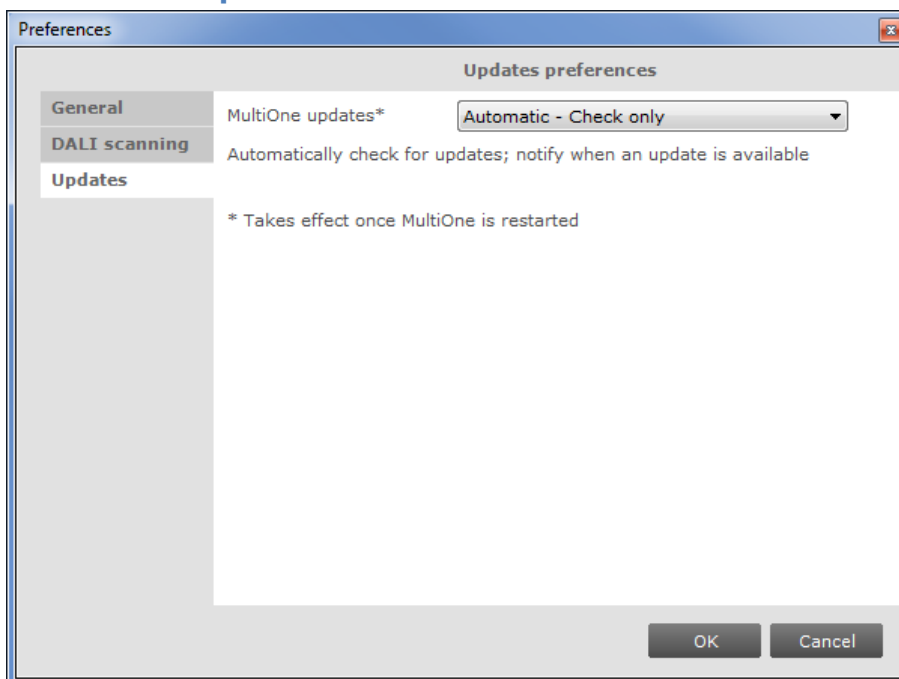 Preferences
Updates preferences
General
DALI scanning
Updates
MultiOne updates*
Automatic - Check only
Automatically check for updates; notify when an update is available
* Takes effect once MultiOne is restarted
OK
Cancel